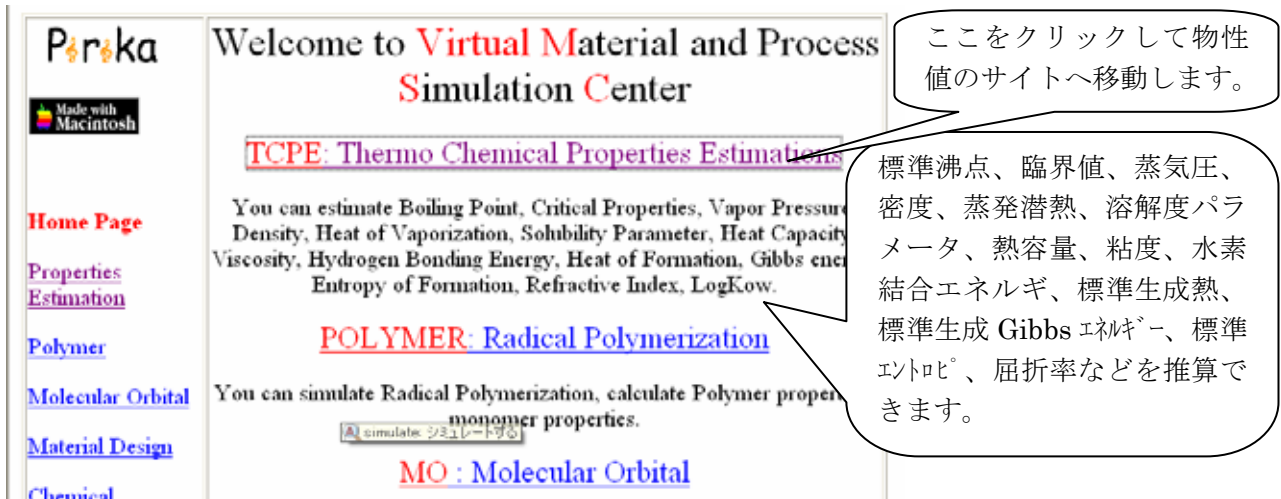 Pirika
Made with
Macintosh
Home Page
Properties
Estimation
Polymer
Molecular Orbital
Material Design
Chemical
Welcome to Virtual Material and Process
Simulation Center
TCPE: Thermo Chemical Properties Estimations
You can estimate Boiling Point, Critical Properties, Vapor Pressure
Density, Heat of Vaporization, Solubility Parameter, Heat Capacity
Viscosity, Hydrogen Bonding Energy, Heat of Formation, Gibbs ener
Entropy of Formation, Refractive Index, LogKow.
POLYMER: Radical Polymerization
You can simulate Radical Polymerization, calculate Polymer proper
monomer properties.
simulate: シミュレートする
MO : Molecular Orbital
ここをクリックして物性
値のサイトへ移動します。
標準沸点、臨界値、蒸気圧、
密度、蒸発潜熱、溶解度パラ
メータ、熱容量、粘度、水素
結合エネルギ、標準生成熱、
標準生成 Gibbs ｴﾈﾙｷﾞｰ、標準
ｴﾝﾄﾛﾋﾟ、屈折率などを推算で
きます。